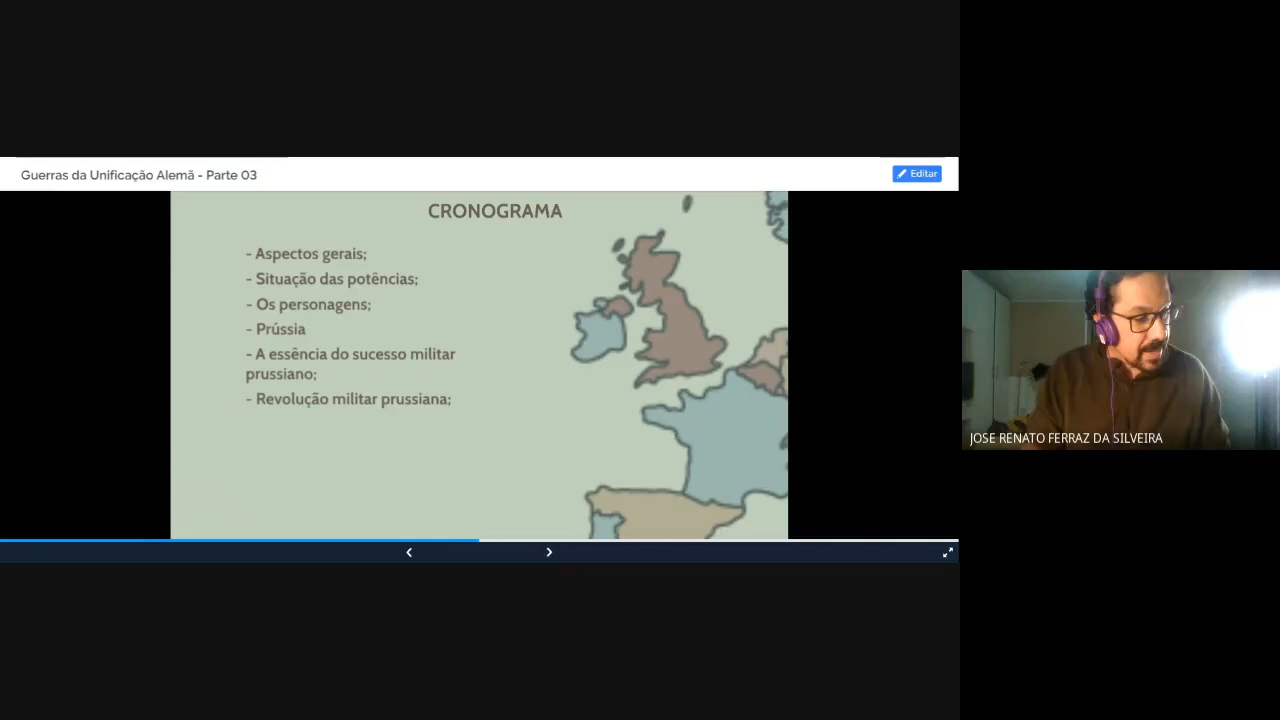 Guerras da Unificação Alemã - Parte 03
Editar
CRONOGRAMA
- Aspectos gerais;
- Situação das potências;
- Os personagens;
- Prússia
- A essência do sucesso militar
prussiano;
- Revolução militar prussiana;
JOSE RENATO FERRAZ DA SILVEIRA